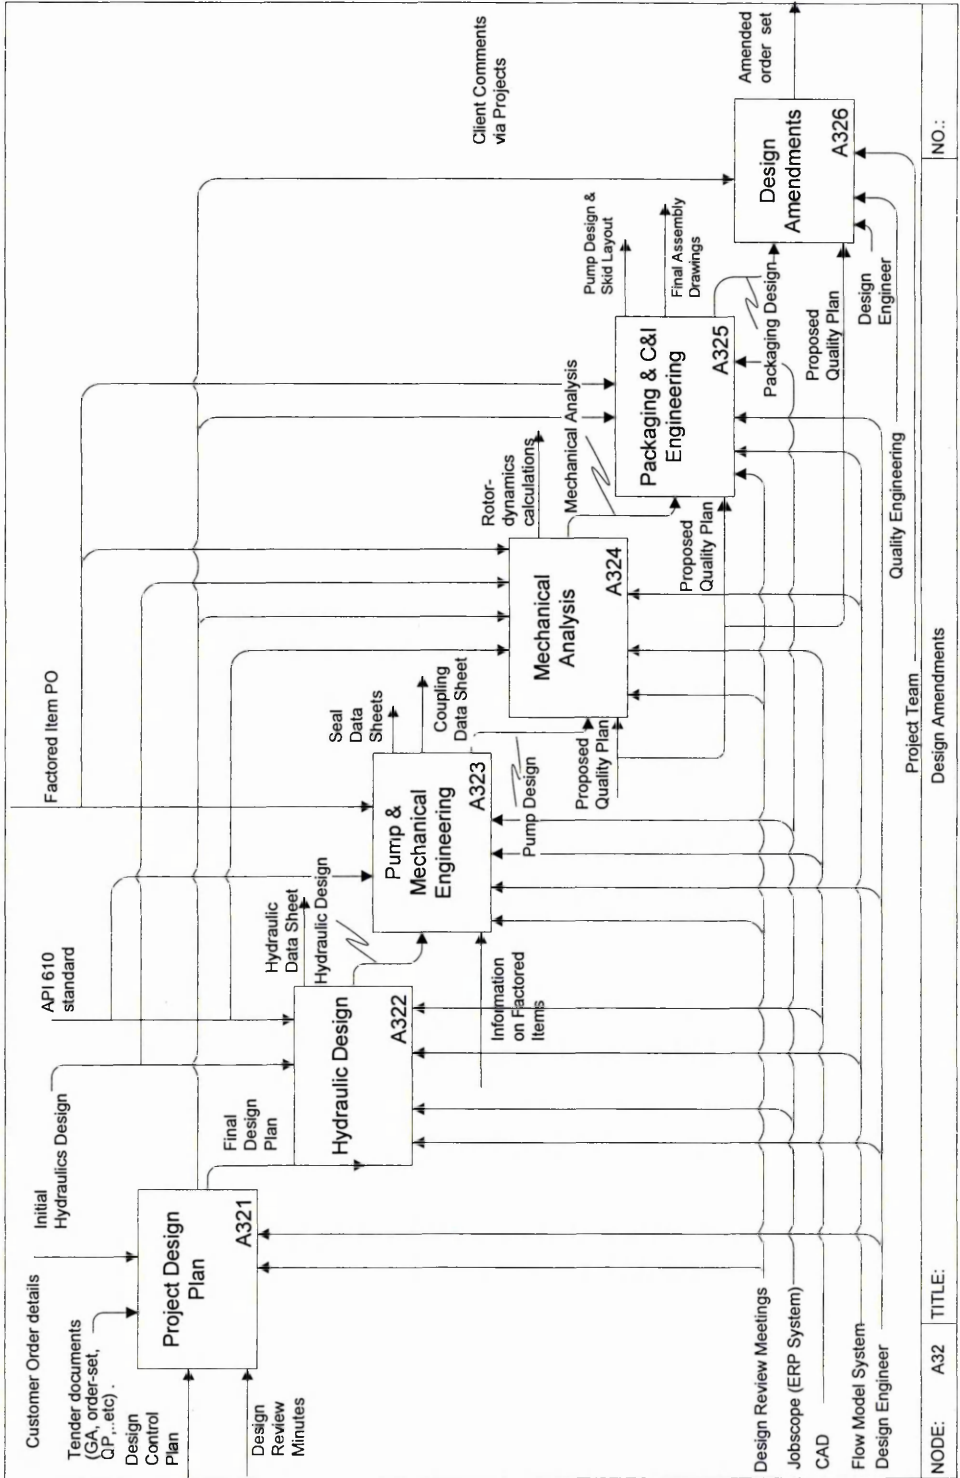 Customer Order details
Tender documents
(GA, order-set,
QP,..etc) .
Design
Control
Plan
Design
Review
Minutes
Initial
Hydraulics Design
API 610
standard
Factored Item PO
Client Comments
via Projects
Project Design
Plan
A321
Final
Design
Plan
Hydraulic Design
A322
Hydraulic
Data Sheet
Hydraulic Design
Information
on Factored
Items
Pump &
Mechanical
Engineering
A323
Seal
Data
Sheets
Coupling
Data Sheet
Pump Design
Proposed
Quality Plan
Mechanical
Analysis
A324
Rotor-
dynamics
calculations
Mechanical Analysis
Proposed
Quality Plan
Packaging & C&I
Engineering
A325
Pump Design &
Skid Layout
Final Assembly
Drawings
Packaging Design
Proposed
Quality Plan
Design
Engineer
Design
Amendments
A326
Amended
order set
Quality Engineering
Project Team
Design Review Meetings
Jobscope (ERP System)
CAD
Flow Model System
Design Engineer
NODE: A32 TITLE: Design Amendments NO.: